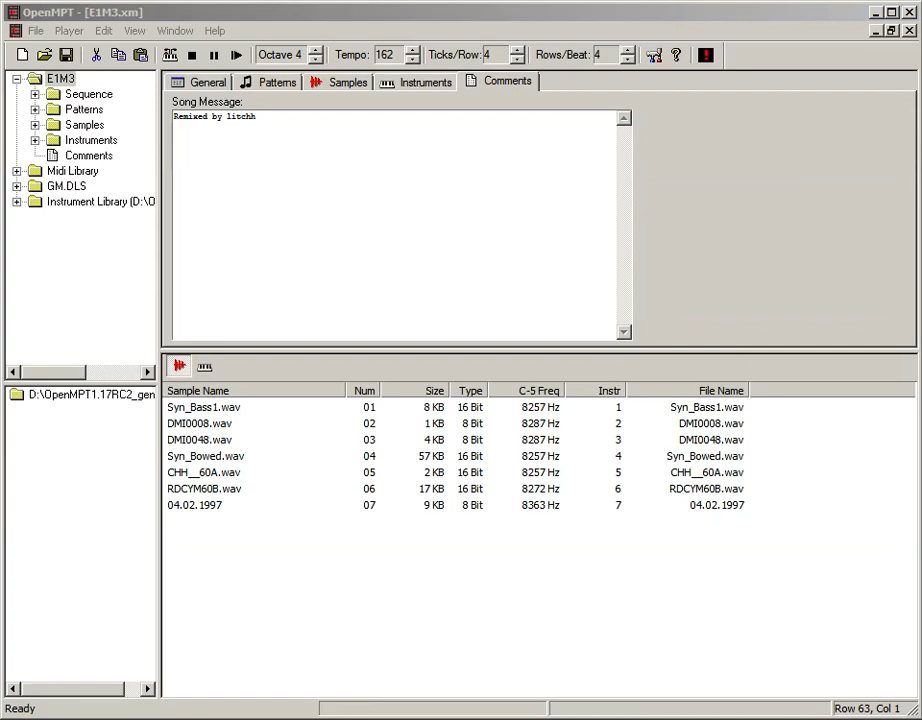 OpenMPT - [E1M3.xm]
File Player Edit View Window Help
Octave 4 Tempo: 162 Ticks/Row: 4 Rows/Beat: 4
E1M3
Sequence
Patterns
Samples
Instruments
Comments
Midi Library
GM.DLS
Instrument Library (D:\O
D:\OpenMPT1.17RC2_gen
General Patterns Samples Instruments Comments
Song Message:
Remixed by litchh
Sample Name Num Size Type C-5 Freq Instr File Name
Syn_Bass1.wav 01 8 KB 16 Bit 8257 Hz 1 Syn_Bass1.wav
DMI0008.wav 02 1 KB 8 Bit 8287 Hz 2 DMI0008.wav
DMI0048.wav 03 4 KB 8 Bit 8287 Hz 3 DMI0048.wav
Syn_Bowed.wav 04 57 KB 16 Bit 8257 Hz 4 Syn_Bowed.wav
CHH__60A.wav 05 2 KB 16 Bit 8257 Hz 5 CHH__60A.wav
RDCYM60B.wav 06 17 KB 16 Bit 8272 Hz 6 RDCYM60B.wav
04.02.1997 07 9 KB 8 Bit 8363 Hz 7 04.02.1997
Ready Row 63, Col 1